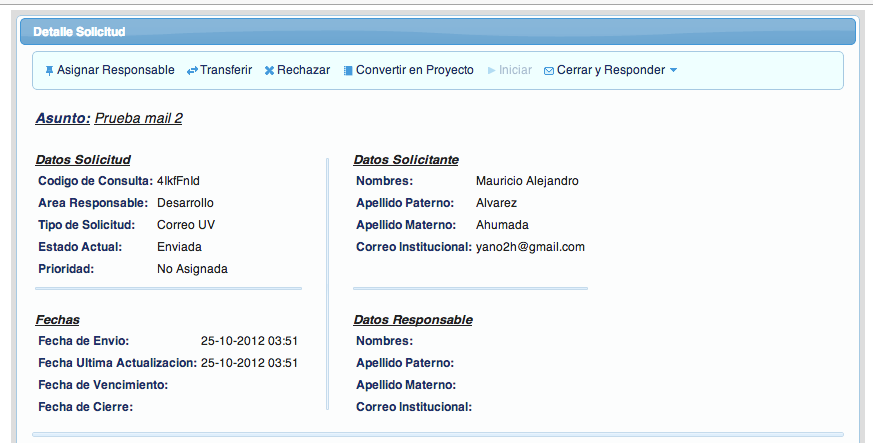 Detalle Solicitud
Asignar Responsable Transferir Rechazar Convertir en Proyecto Iniciar Cerrar y Responder
Asunto: Prueba mail 2
Datos Solicitud
Codigo de Consulta: 4IkfFnId
Area Responsable: Desarrollo
Tipo de Solicitud: Correo UV
Estado Actual: Enviada
Prioridad: No Asignada
Datos Solicitante
Nombres: Mauricio Alejandro
Apellido Paterno: Alvarez
Apellido Materno: Ahumada
Correo Institucional: yano2h@gmail.com
Fechas
Fecha de Envio: 25-10-2012 03:51
Fecha Ultima Actualizacion: 25-10-2012 03:51
Fecha de Vencimiento:
Fecha de Cierre:
Datos Responsable
Nombres:
Apellido Paterno:
Apellido Materno:
Correo Institucional: